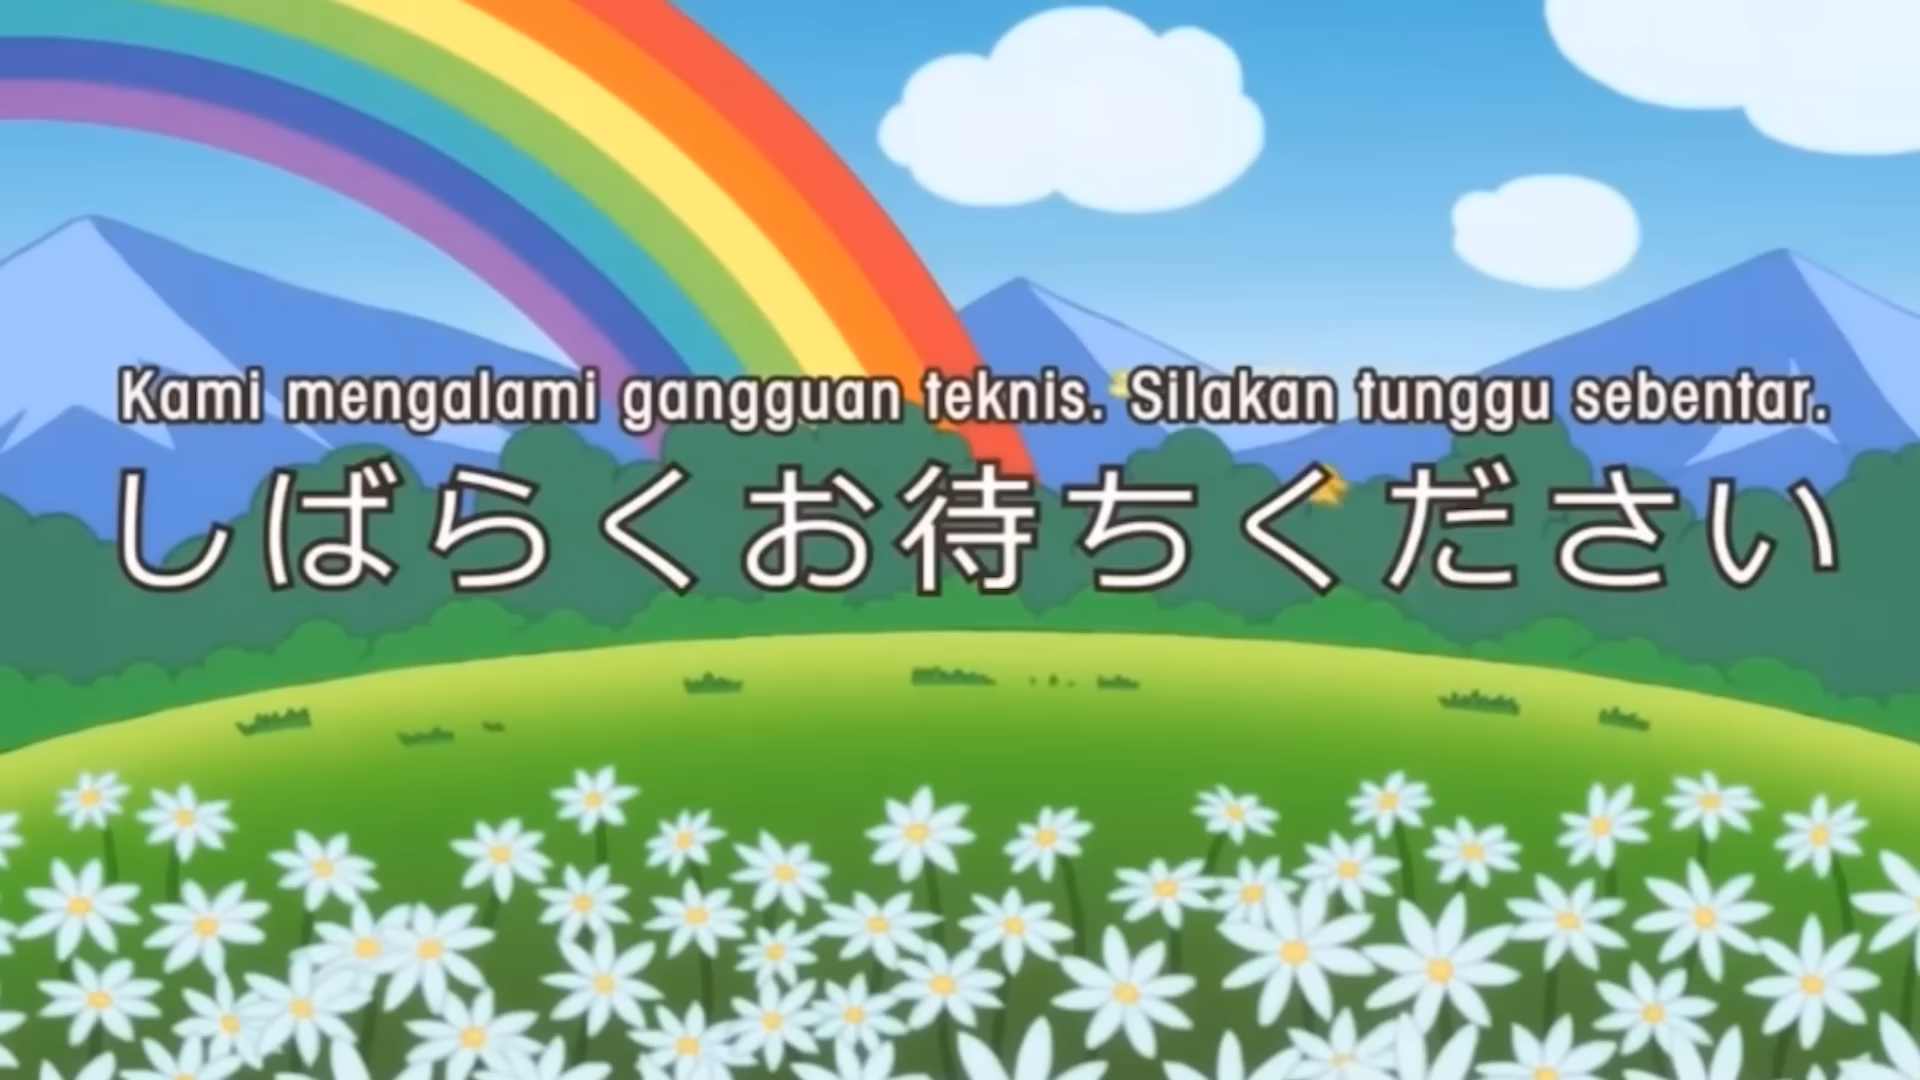 Kami mengalami gangguan teknis. Silakan tunggu sebentar.
しばらくお待ちください